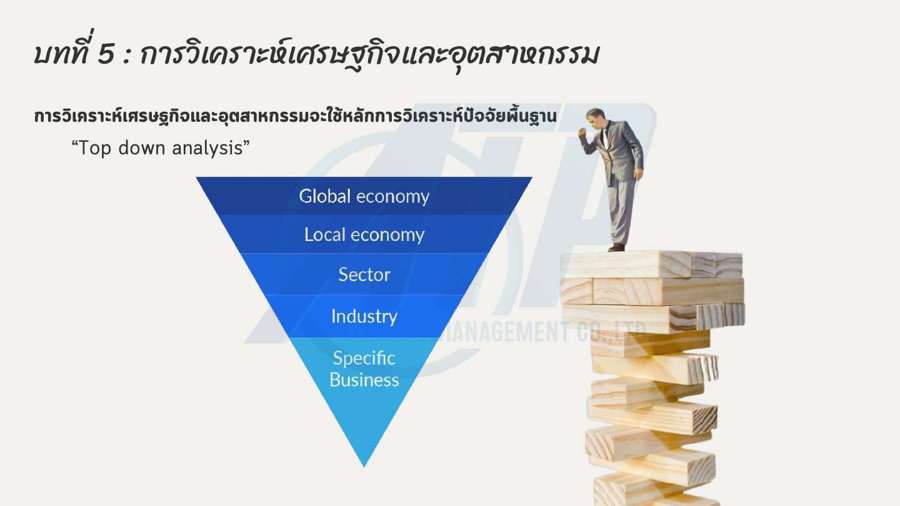 บทที่ 5 : การวิเคราะห์เศรษฐกิจและอุตสาหกรรม
การวิเคราะห์เศรษฐกิจและอุตสาหกรรมจะใช้หลักการวิเคราะห์ปัจจัยพื้นฐาน
“Top down analysis”
Global economy
Local economy
Sector
Industry
Specific
Business
MANAGEMENT CO.,LTD